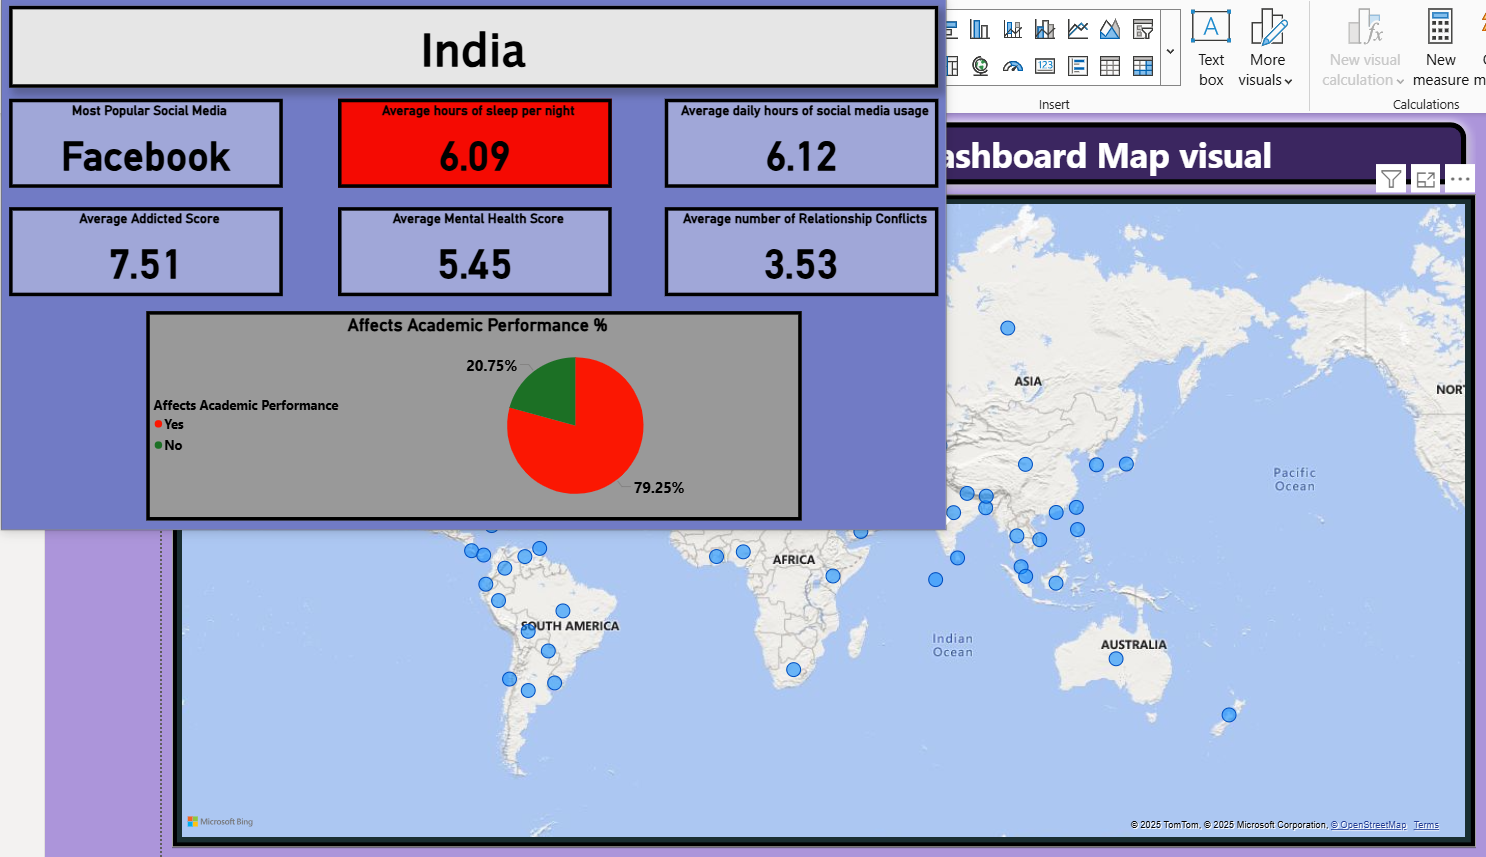 India
Most Popular Social Media
Facebook
Average hours of sleep per night
6.09
Average daily hours of social media usage
6.12
Average Addicted Score
7.51
Average Mental Health Score
5.45
Average number of Relationship Conflicts
3.53
Affects Academic Performance %
20.75%
79.25%
Affects Academic Performance
Yes
No
123
A
Text
box
More
visuals
Insert
fx
New visual
calculation
New
measure
Calculations
ashboard Map visual
ASIA
NORT
Pacific
Ocean
AFRICA
SOUTH AMERICA
Indian
Ocean
AUSTRALIA
Microsoft Bing
© 2025 TomTom, © 2025 Microsoft Corporation, © OpenStreetMap Terms